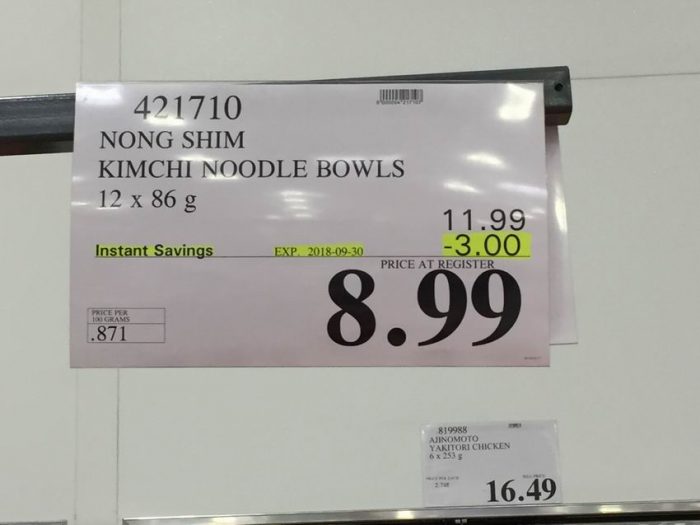 421710
NONG SHIM
KIMCHI NOODLE BOWLS
12 x 86 g
11.99
Instant Savings EXP. 2018-09-30 -3.00
PRICE AT REGISTER
8.99
PRICE PER
100 GRAMS
.871
819988
AJINOMOTO
YAKITORI CHICKEN
6 x 253 g
16.49